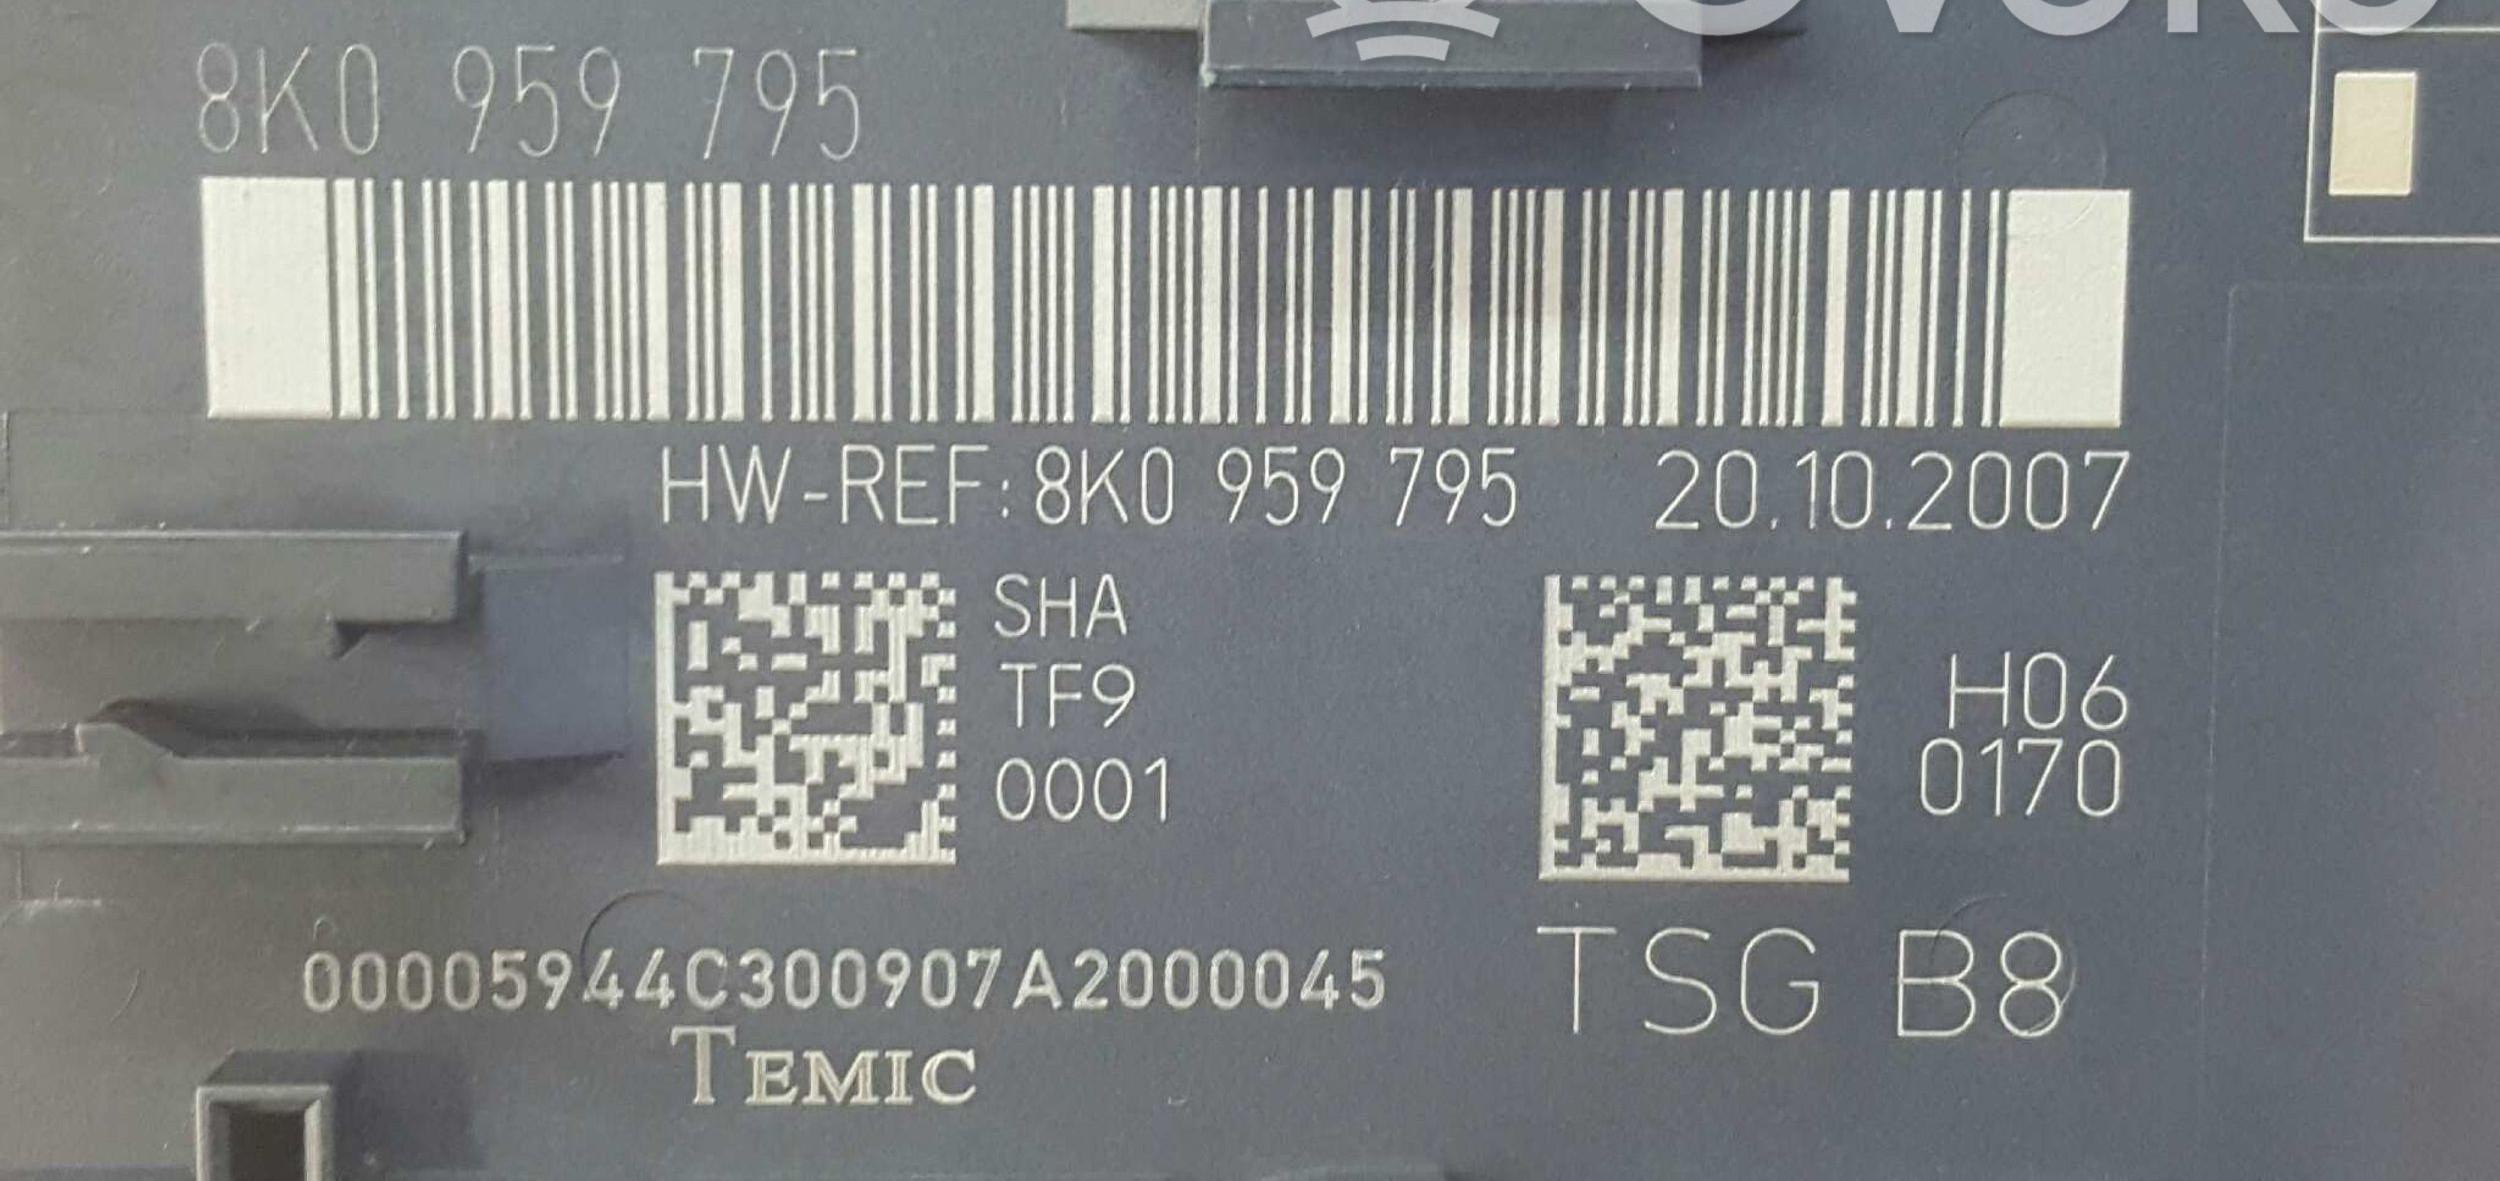 8K0 959 795
HW-REF:8K0 959 795 20.10.2007
SHA
TF9
0001
H06
0170
00005944C300907A2000045
TSG B8
TEMIC